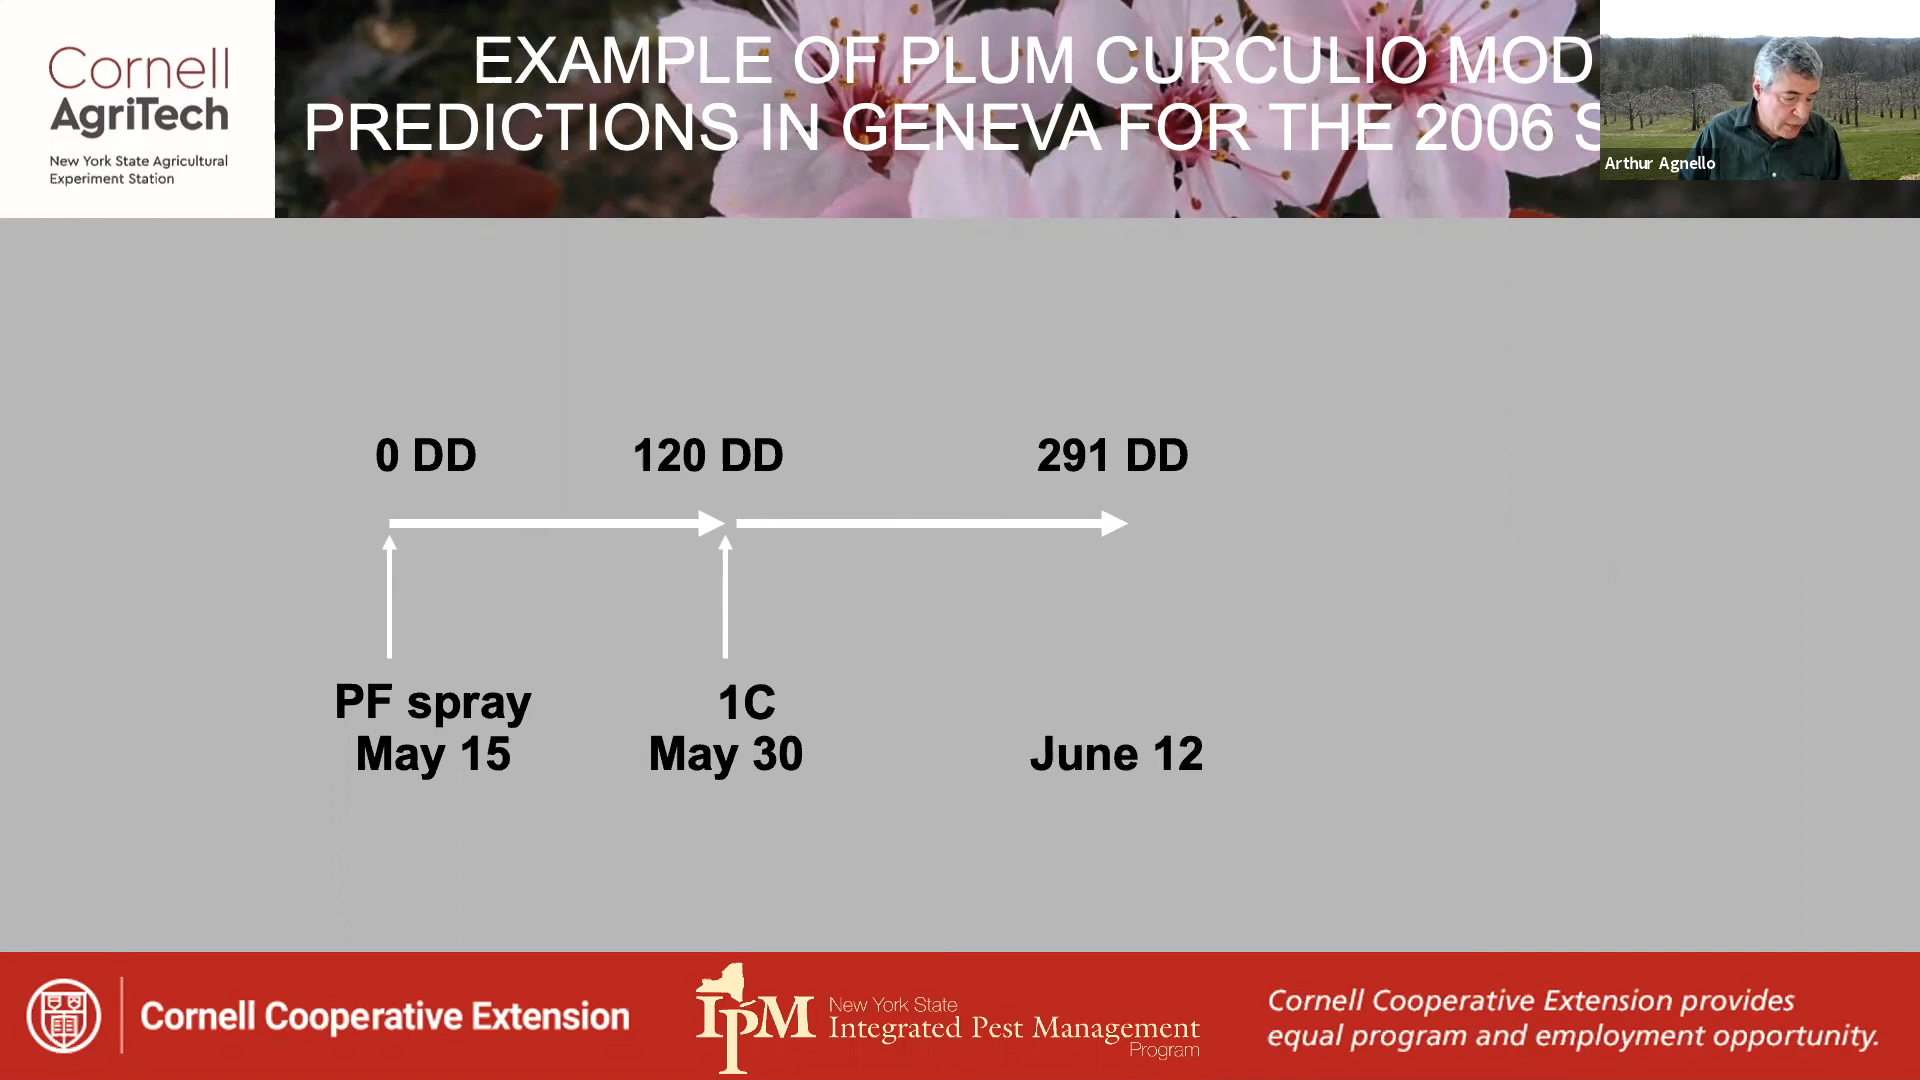 Cornell
AgriTech
New York State Agricultural
Experiment Station
EXAMPLE OF PLUM CURCULIO MOD
PREDICTIONS IN GENEVA FOR THE 2006 S
Arthur Agnello
0 DD
120 DD
291 DD
PF spray
May 15
1C
May 30
June 12
Cornell Cooperative Extension
IPM
New York State
Integrated Pest Management
Program
Cornell Cooperative Extension provides
equal program and employment opportunity.